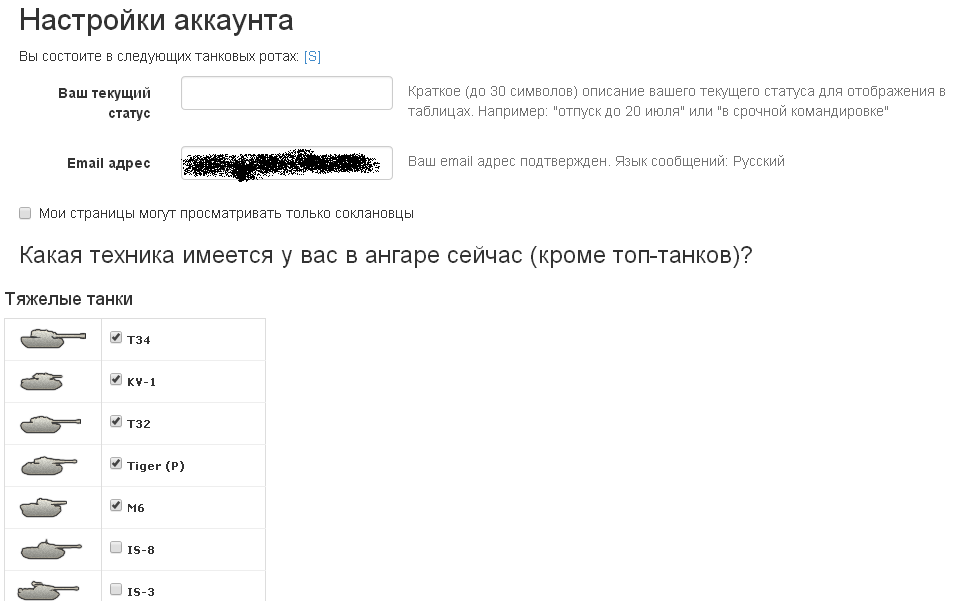 Настройки аккаунта
Вы состоите в следующих танковых ротах: [S]
Ваш текущий статус
Краткое (до 30 символов) описание вашего текущего статуса для отображения в
таблицах. Например: "отпуск до 20 июля" или "в срочной командировке"
Email адрес
Ваш email адрес подтвержден. Язык сообщений: Русский
Мои страницы могут просматривать только соклановцы
Какая техника имеется у вас в ангаре сейчас (кроме топ-танков)?
Тяжелые танки
T34
КV-1
T32
Tiger (P)
M6
IS-8
IS-3